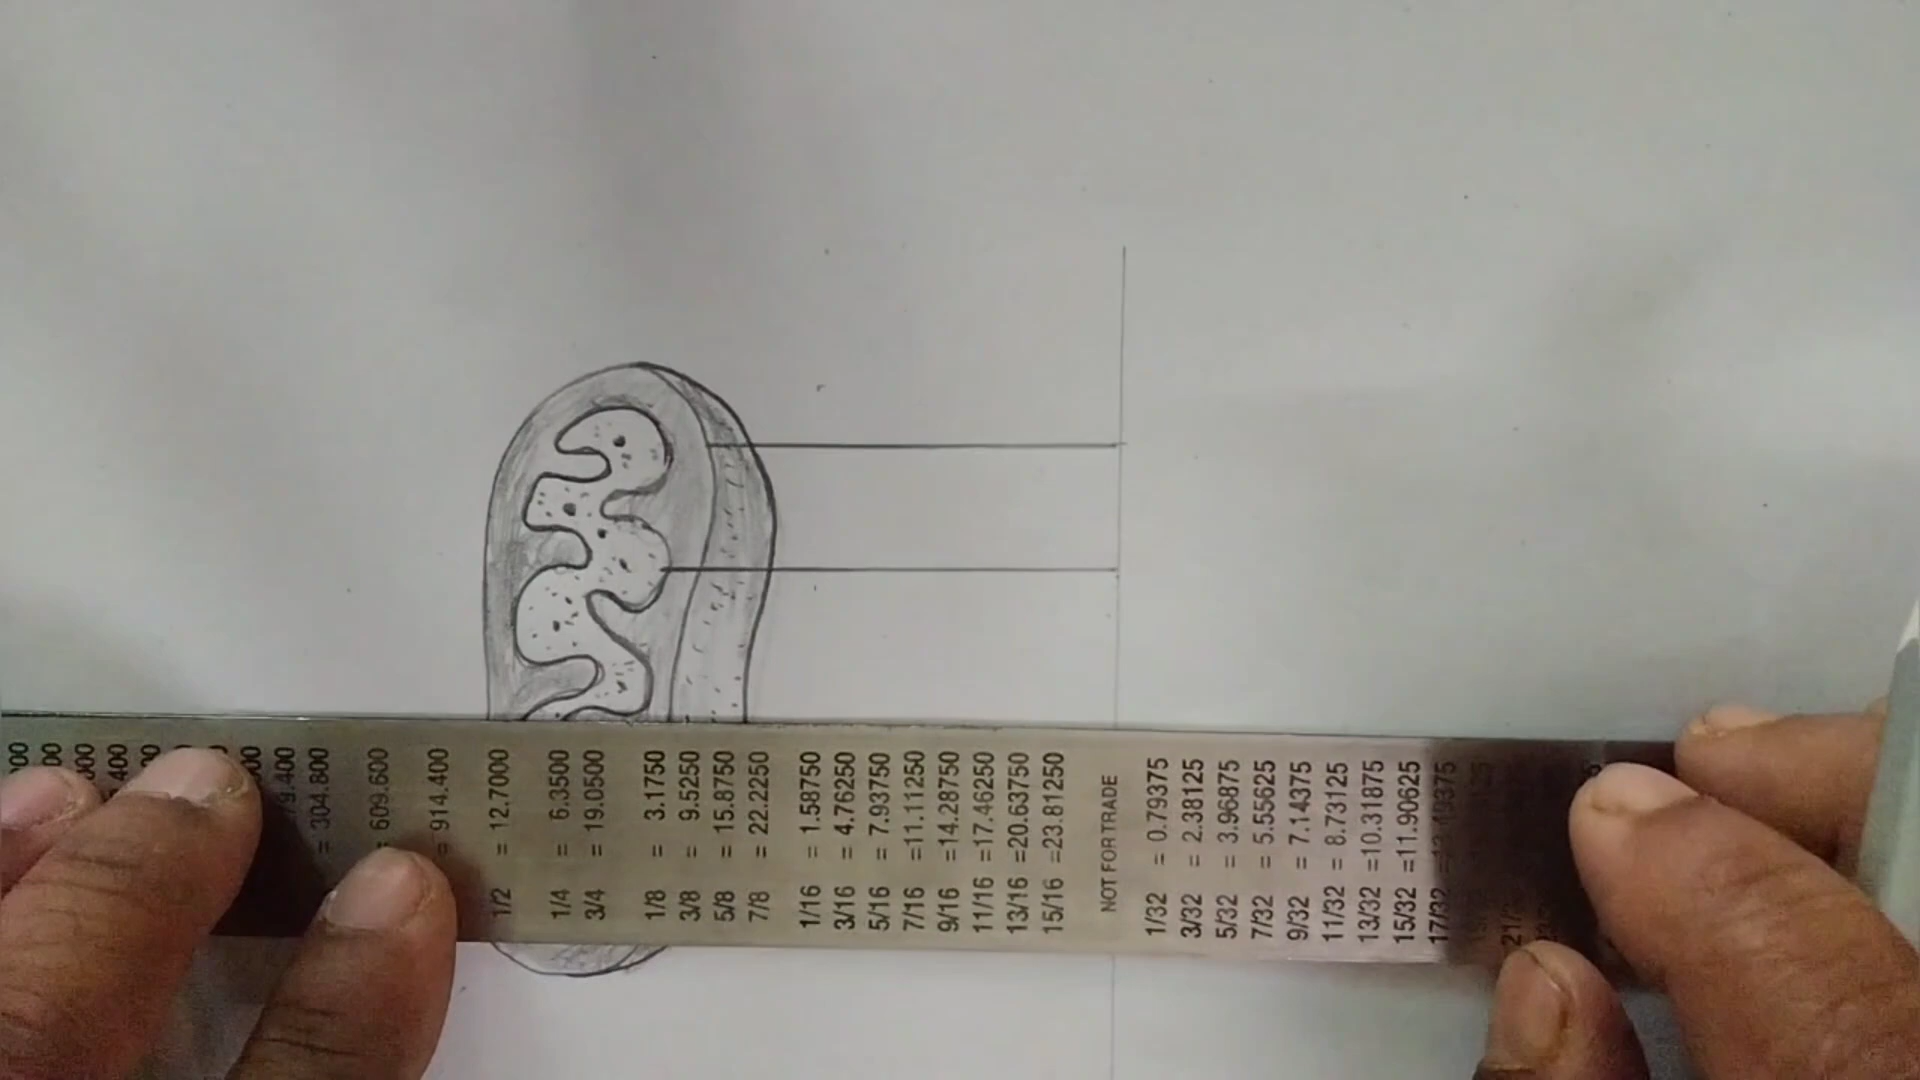 = 304.800
609.600
= 914.400
1/2 = 12.7000
1/4 = 6.3500
3/4 = 19.0500
1/8 = 3.1750
3/8 = 9.5250
5/8 = 15.8750
7/8 = 22.2250
1/16 = 1.58750
3/16 = 4.76250
5/16 = 7.93750
7/16 =11.11250
9/16 =14.28750
11/16 =17.46250
13/16 =20.63750
15/16 =23.81250
NOT FOR TRADE
1/32 = 0.79375
3/32 = 2.38125
5/32 = 3.96875
7/32 = 5.55625
9/32 = 7.14375
11/32 = 8.73125
13/32 =10.31875
15/32 =11.90625
17/32